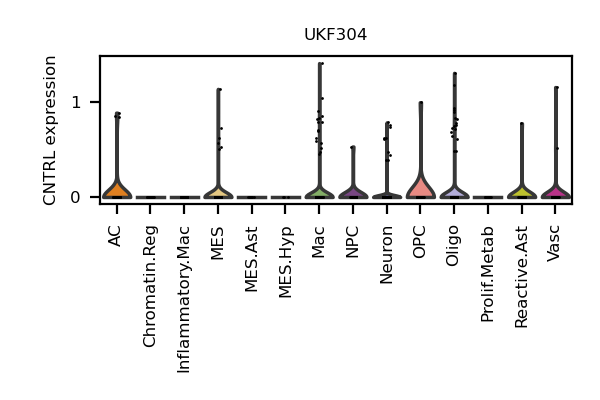 UKF304
CNTRL expression
1
0
AC
Chromatin.Reg
Inflammatory.Mac
MES
MES.Ast
MES.Hyp
Mac
NPC
Neuron
OPC
Oligo
Prolif.Metab
Reactive.Ast
Vasc